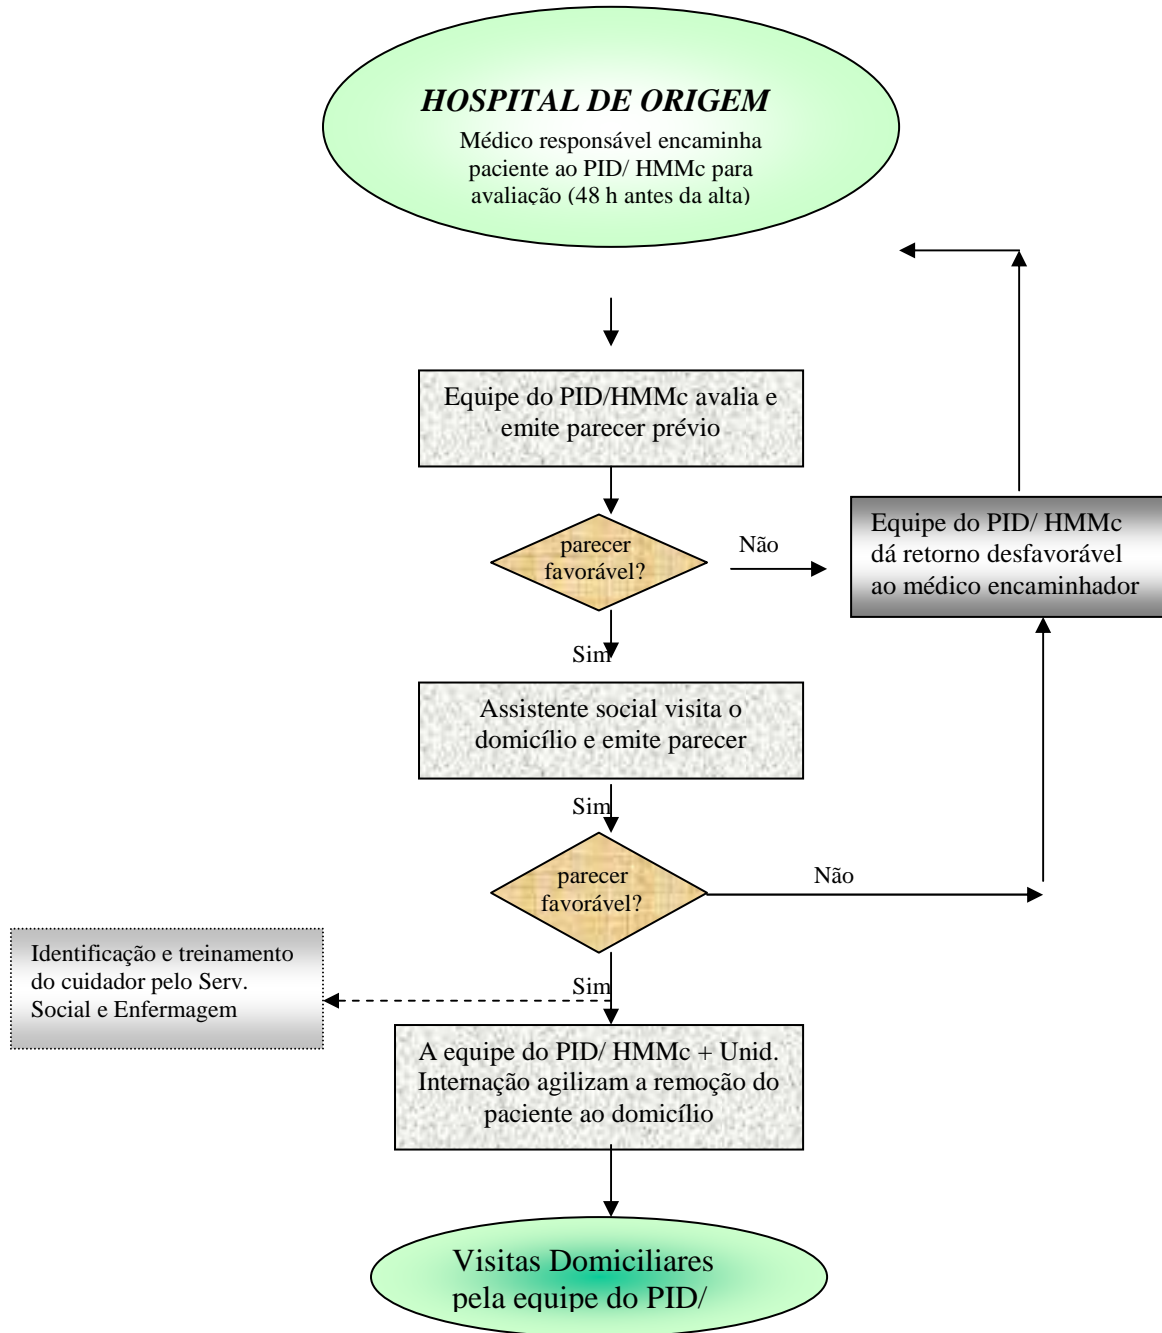 HOSPITAL DE ORIGEM
Médico responsável encaminha
paciente ao PID/ HMMc para
avaliação (48 h antes da alta)
Equipe do PID/HMMc avalia e
emite parecer prévio
parecer
favorável?
Não
Equipe do PID/ HMMc
dá retorno desfavorável
ao médico encaminhador
Sim
Assistente social visita o
domicílio e emite parecer
Sim
parecer
favorável?
Não
Identificação e treinamento
do cuidador pelo Serv.
Social e Enfermagem
Sim
A equipe do PID/ HMMc + Unid.
Internação agilizam a remoção do
paciente ao domicílio
Visitas Domiciliares
pela equipe do PID/